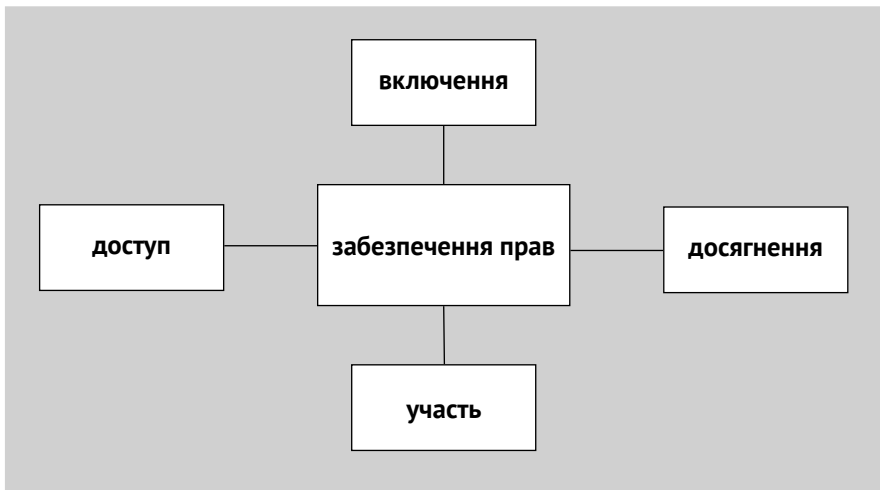 включення
доступ
забезпечення прав
досягнення
участь